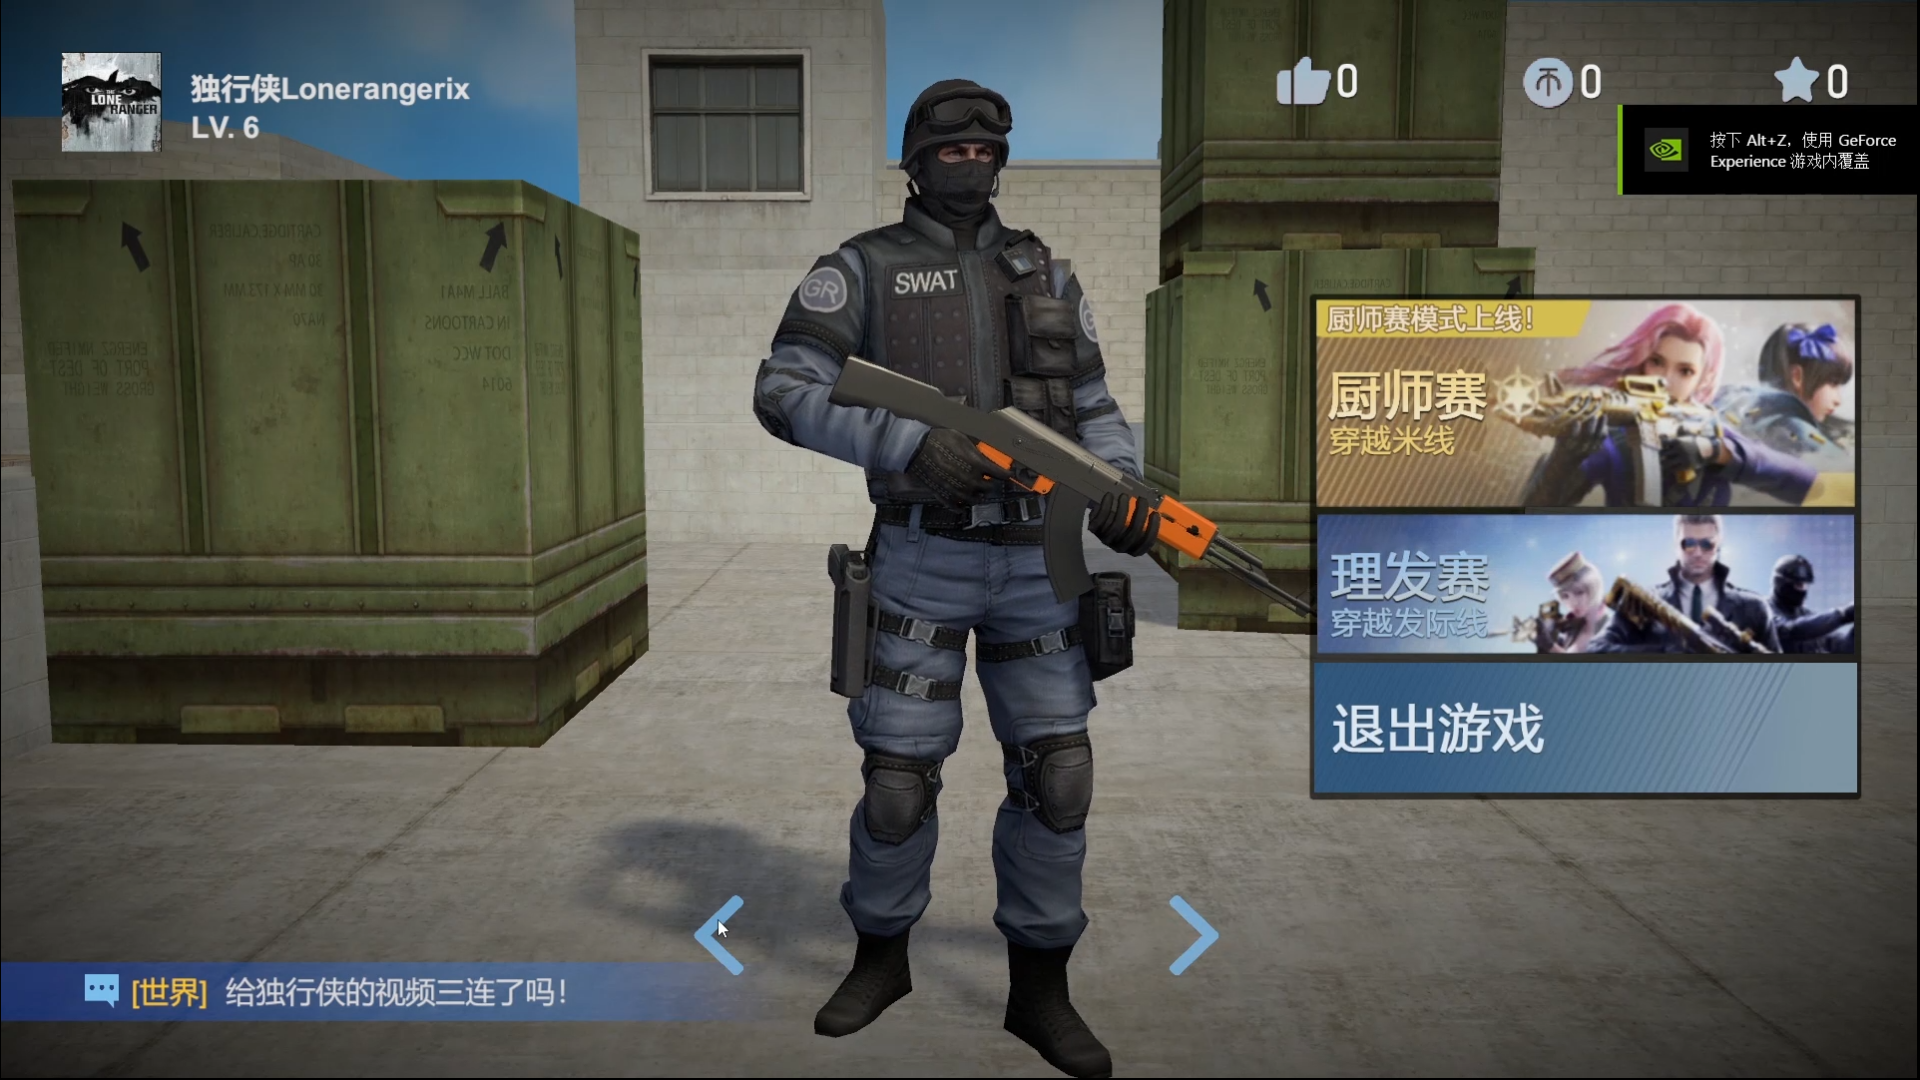 独行侠Lonerangerix
LV. 6
LONE
RANGER
0
0
0
按下 Alt+Z，使用 GeForce
Experience 游戏内覆盖
SWAT
GR
厨师赛模式上线！
厨师赛
穿越米线
理发赛
穿越发际线
退出游戏
[世界] 给独行侠的视频三连了吗！